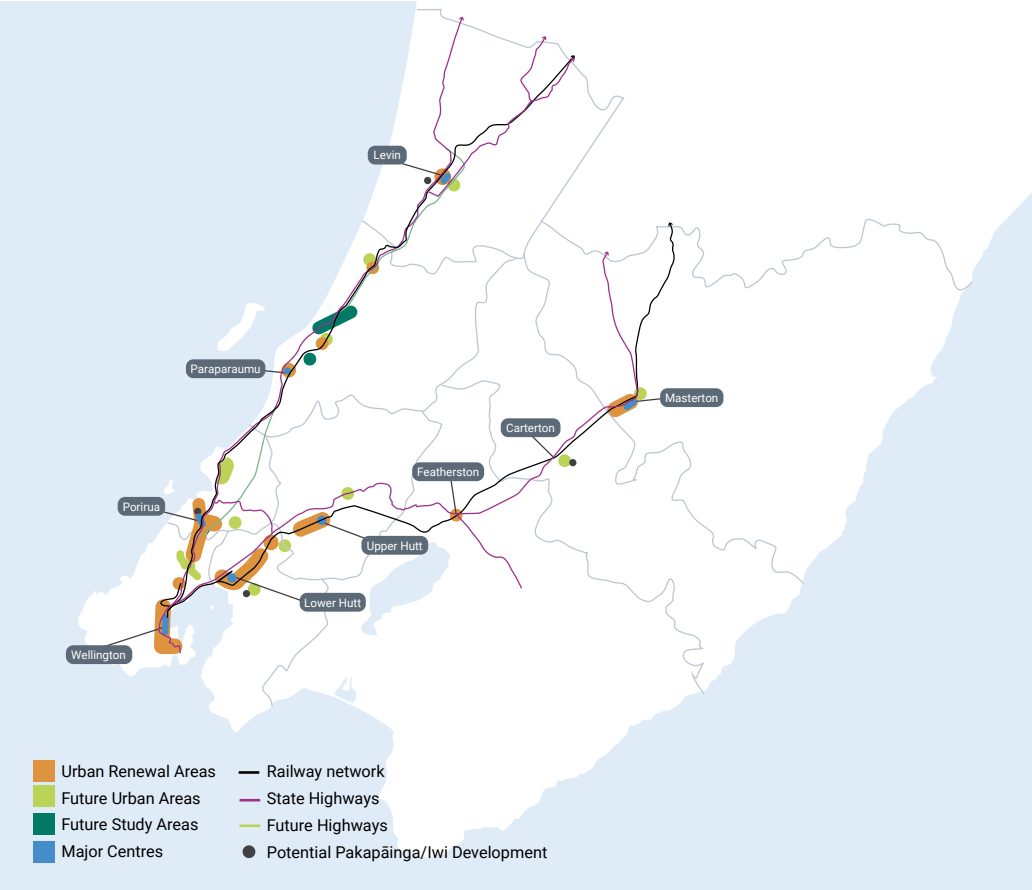 Levin
Paraparaumu
Masterton
Carterton
Featherston
Porirua
Upper Hutt
Lower Hutt
Wellington
Urban Renewal Areas
Future Urban Areas
Future Study Areas
Major Centres
Railway network
State Highways
Future Highways
Potential Pakapāinga/Iwi Development